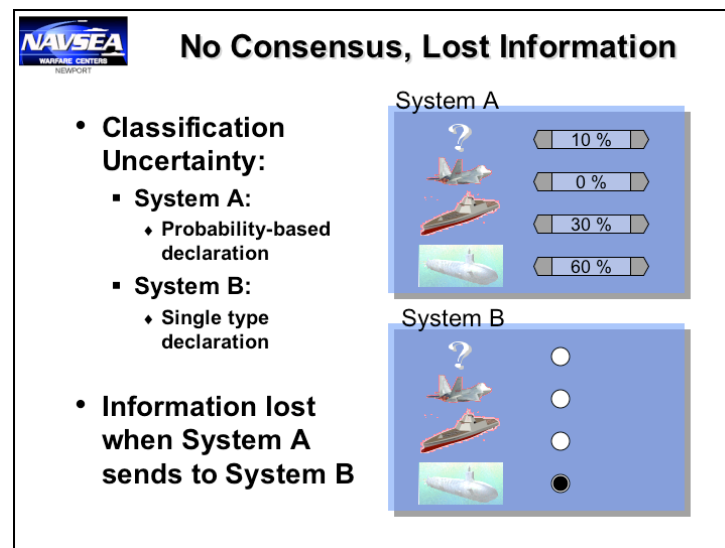 NAVSEA
WARFARE CENTERS
NEWPORT
No Consensus, Lost Information
• Classification
Uncertainty:
▪ System A:
♦ Probability-based
declaration
▪ System B:
♦ Single type
declaration
• Information lost
when System A
sends to System B
System A
?
10 %
0 %
30 %
60 %
System B
?